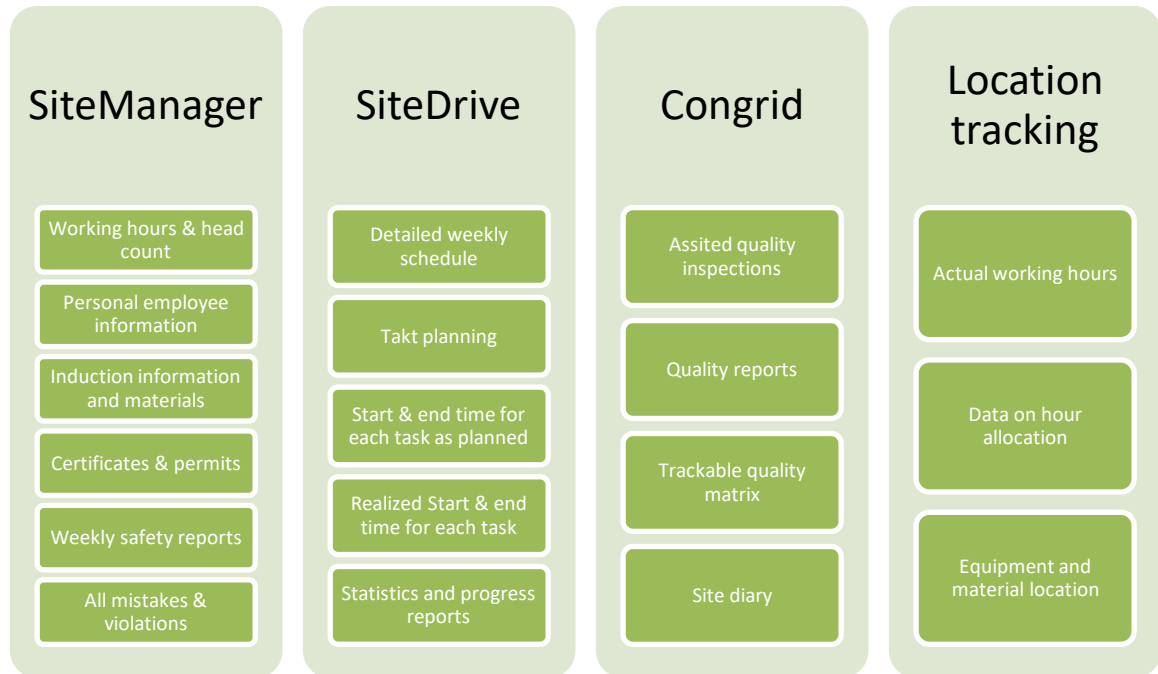 SiteManager
Working hours & head
count
Personal employee
information
Induction information
and materials
Certificates & permits
Weekly safety reports
All mistakes &
violations
SiteDrive
Detailed weekly
schedule
Takt planning
Start & end time for
each task as planned
Realized Start & end
time for each task
Statistics and progress
reports
Congrid
Assited quality
inspections
Quality reports
Trackable quality
matrix
Site diary
Location
tracking
Actual working hours
Data on hour
allocation
Equipment and
material location